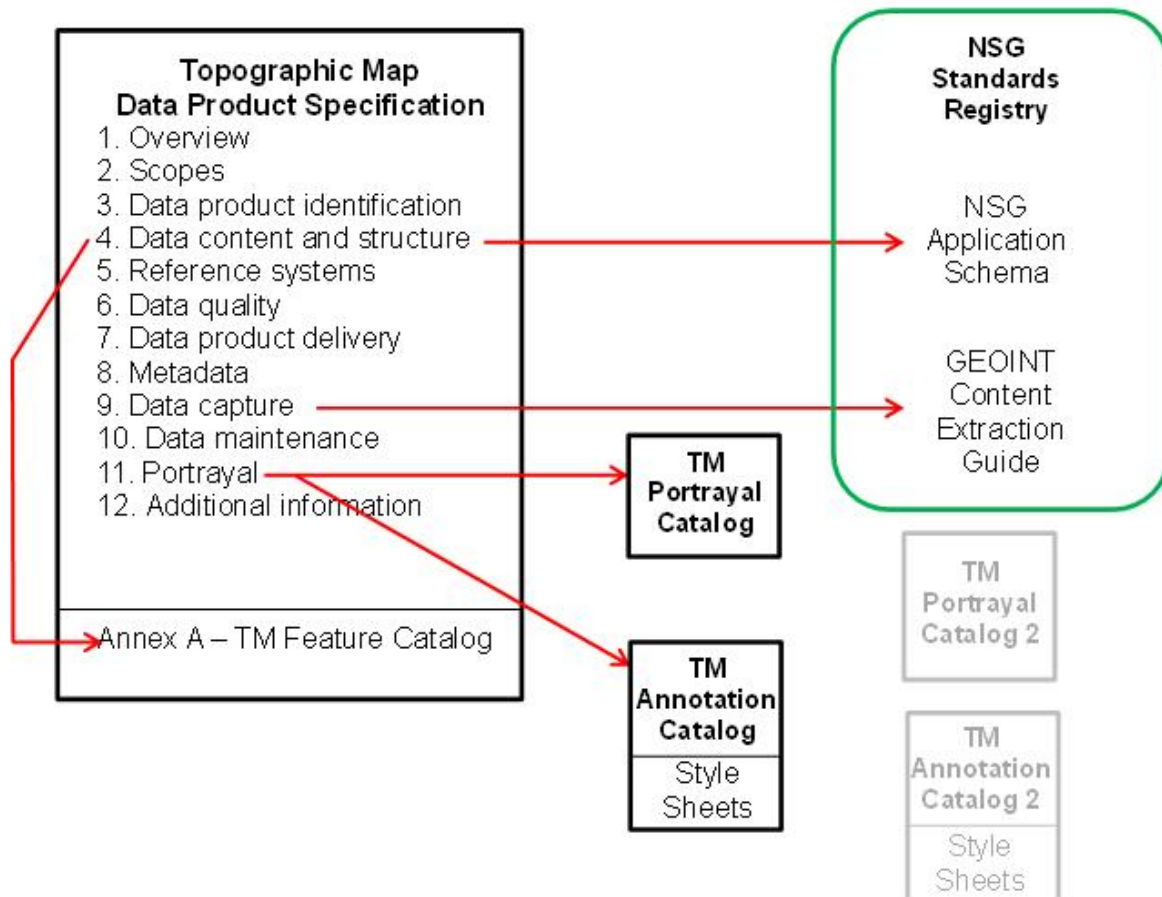 Topographic Map
Data Product Specification
1. Overview
2. Scopes
3. Data product identification
4. Data content and structure
5. Reference systems
6. Data quality
7. Data product delivery
8. Metadata
9. Data capture
10. Data maintenance
11. Portrayal
12. Additional information
Annex A – TM Feature Catalog
TM
Portrayal
Catalog
TM
Annotation
Catalog
Style
Sheets
NSG
Standards
Registry
NSG
Application
Schema
GEOINT
Content
Extraction
Guide
TM
Portrayal
Catalog 2
TM
Annotation
Catalog 2
Style
Sheets